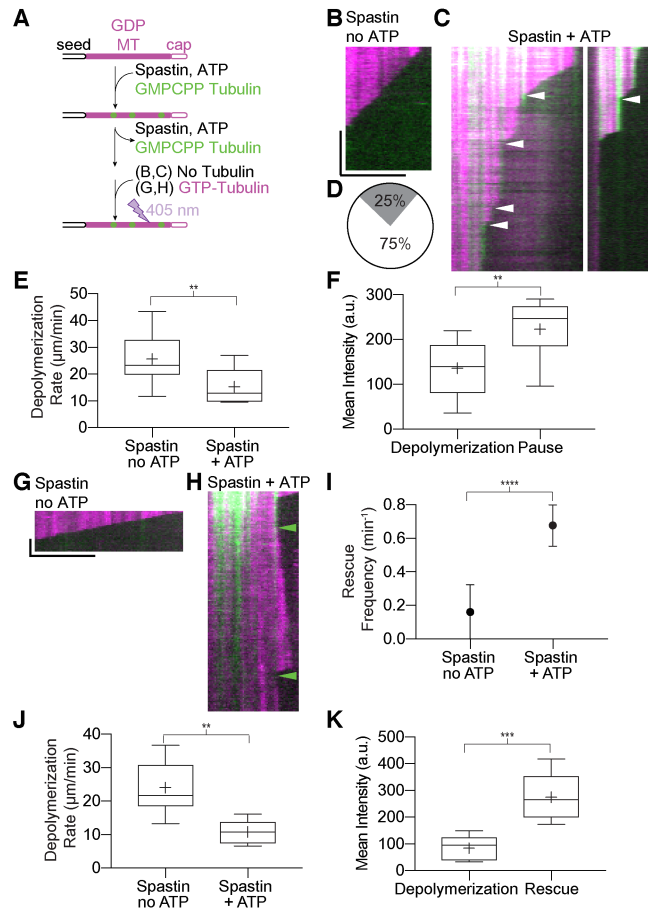 A
GDP
MT
seed
cap
Spastin, ATP
GMPCPP Tubulin
Spastin, ATP
GMPCPP Tubulin
(B,C) No Tubulin
(G,H) GTP-Tubulin
405 nm
B
Spastin
no ATP
C
Spastin + ATP
D
25%
75%
E
Depolymerization
Rate (µm/min)
50
40
30
20
10
0
**
Spastin
no ATP
Spastin
+ ATP
F
Mean Intensity (a.u.)
300
200
100
0
**
Depolymerization
Pause
G
Spastin
no ATP
H
Spastin + ATP
I
Rescue
Frequency (min⁻¹)
0.8
0.6
0.4
0.2
0.0
****
Spastin
no ATP
Spastin
+ ATP
J
Depolymerization
Rate (µm/min)
40
30
20
10
0
**
Spastin
no ATP
Spastin
+ ATP
K
Mean Intensity (a.u.)
500
400
300
200
100
0
***
Depolymerization
Rescue